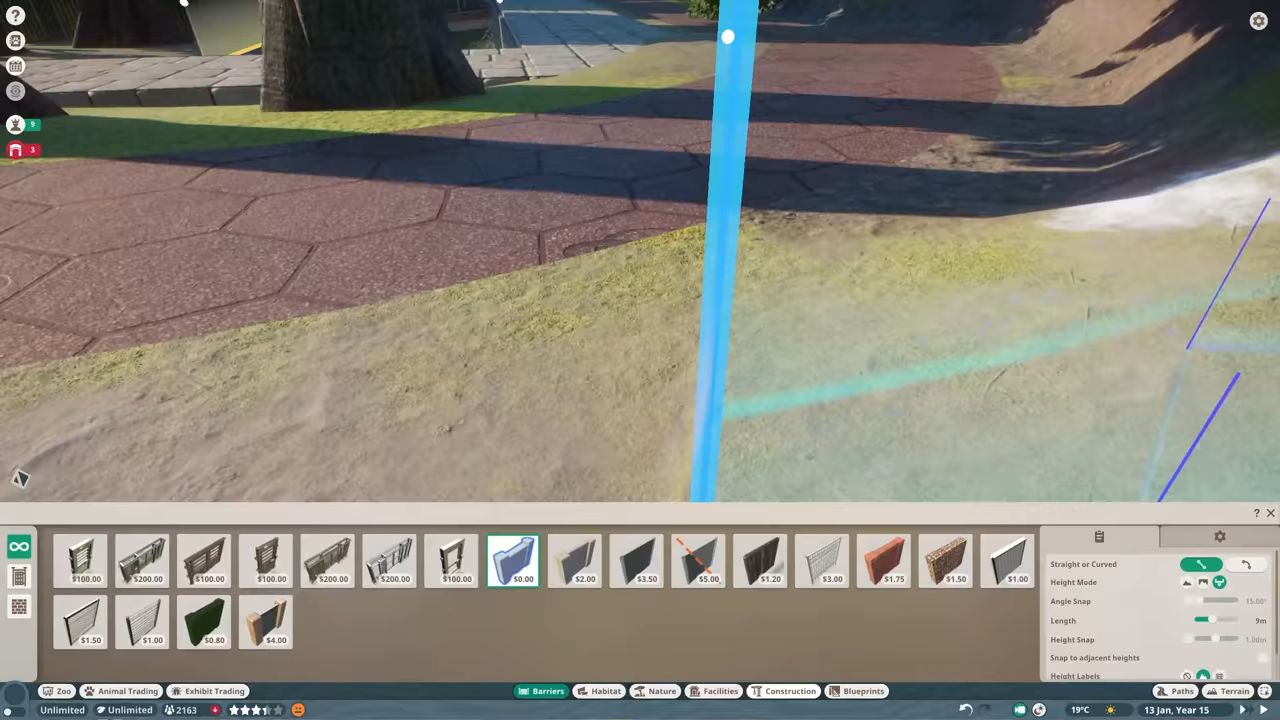 ?
9
3
? ×
$100.00 $200.00 $100.00 $100.00 $200.00 $200.00 $100.00 $0.00 $2.00 $3.50 $5.00 $1.20 $3.00 $1.75 $1.50 $1.00
$1.50 $1.00 $0.80 $4.00
Straight or Curved
Height Mode
Angle Snap 15.00°
Length 9m
Height Snap 1.00m
Snap to adjacent heights
Height Labels
Zoo Animal Trading Exhibit Trading Barriers Habitat Nature Facilities Construction Blueprints Paths Terrain
Unlimited Unlimited 2163 19°C 13 Jan, Year 15